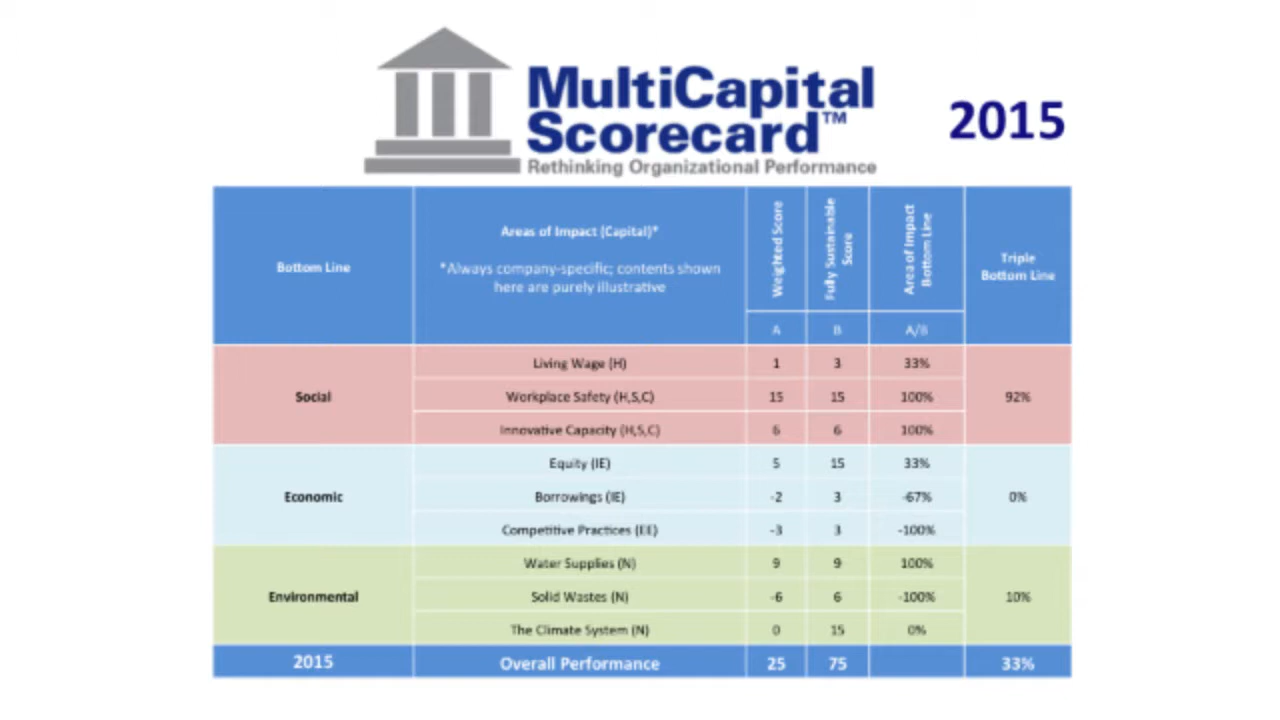 MultiCapital
Scorecard™
Rethinking Organizational Performance
2015
Bottom Line
Areas of Impact (Capital)*
*Always company-specific; contents shown
here are purely illustrative
Weighted Score
Fully Sustainable
Score
Area of Impact
Bottom Line
Triple
Bottom Line
A B A/B
Social
Living Wage (H) 1 3 33%
Workplace Safety (H,S,C) 15 15 100%
Innovative Capacity (H,S,C) 6 6 100%
92%
Economic
Equity (IE) 5 15 33%
Borrowings (IE) -2 3 -67%
Competitive Practices (EE) -3 3 -100%
0%
Environmental
Water Supplies (N) 9 9 100%
Solid Wastes (N) -6 6 -100%
The Climate System (N) 0 15 0%
10%
2015 Overall Performance 25 75 33%